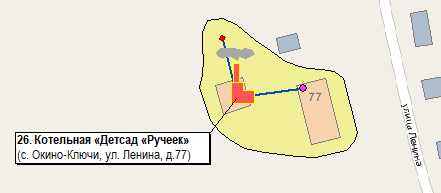 77
улица Ленина
26. Котельная «Детсад «Ручеек»
(с. Окино-Ключи, ул. Ленина, д.77)